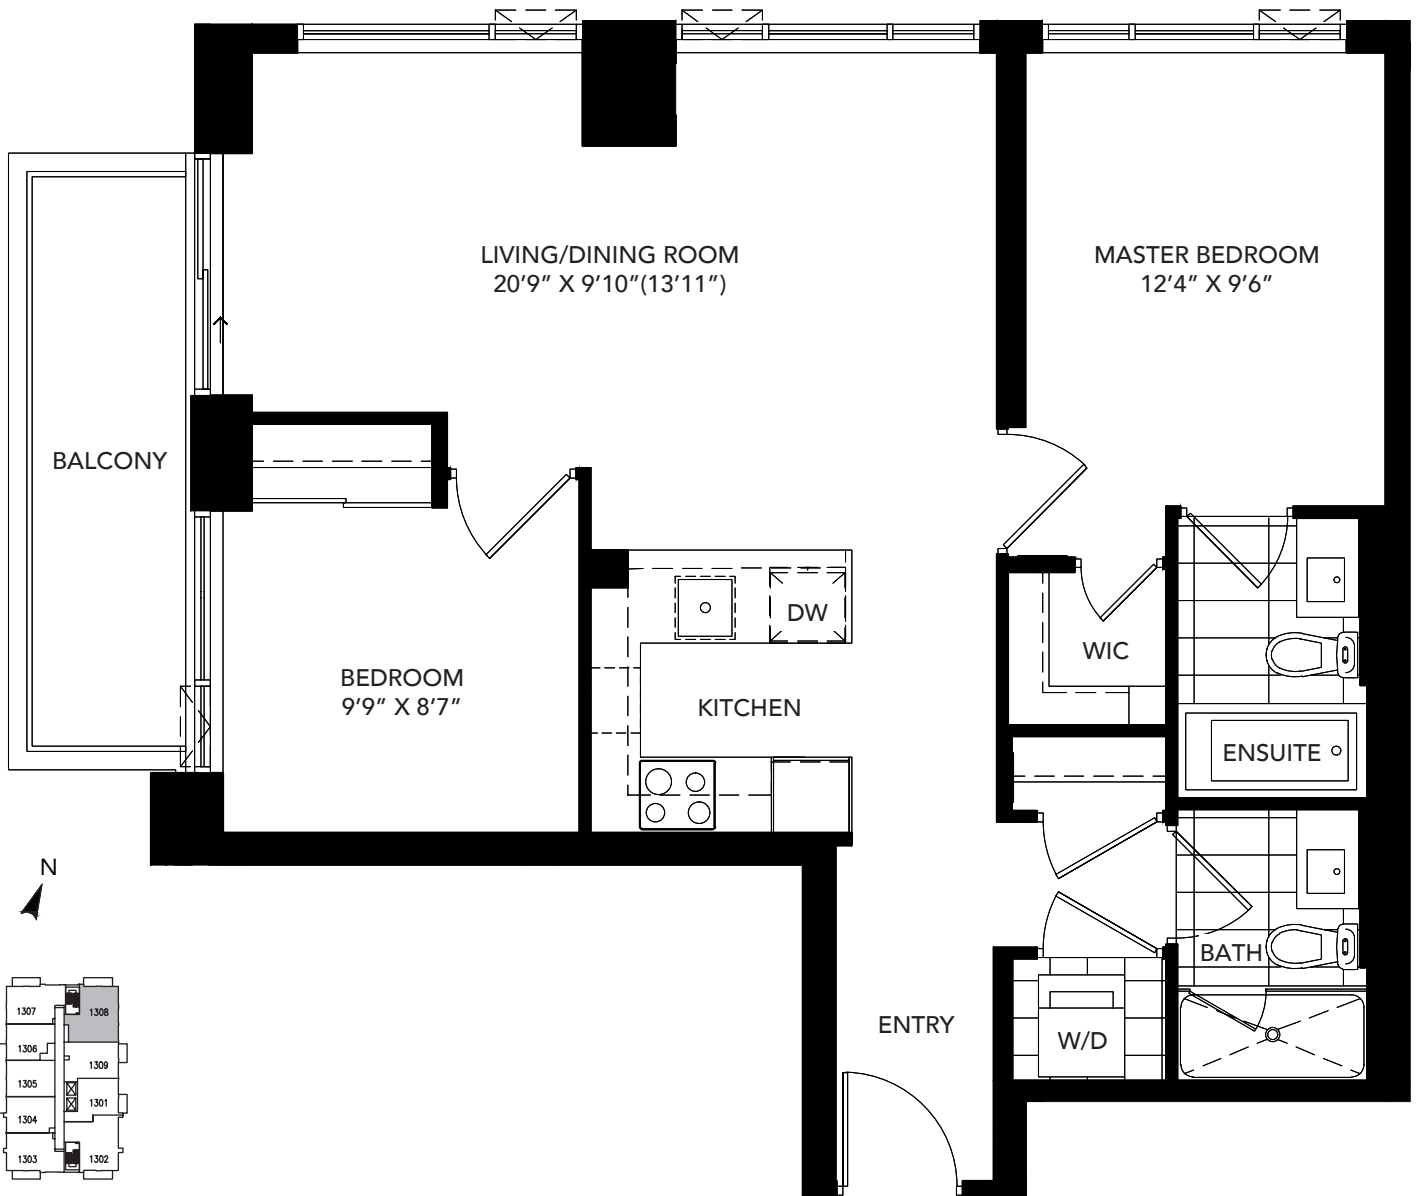 LIVING/DINING ROOM
20'9" X 9'10"(13'11")
MASTER BEDROOM
12'4" X 9'6"
BALCONY
DW
WIC
BEDROOM
9'9" X 8'7"
KITCHEN
ENSUITE
N
BATH
ENTRY
W/D
1307
1308
1306
1309
1305
1301
1304
1303
1302